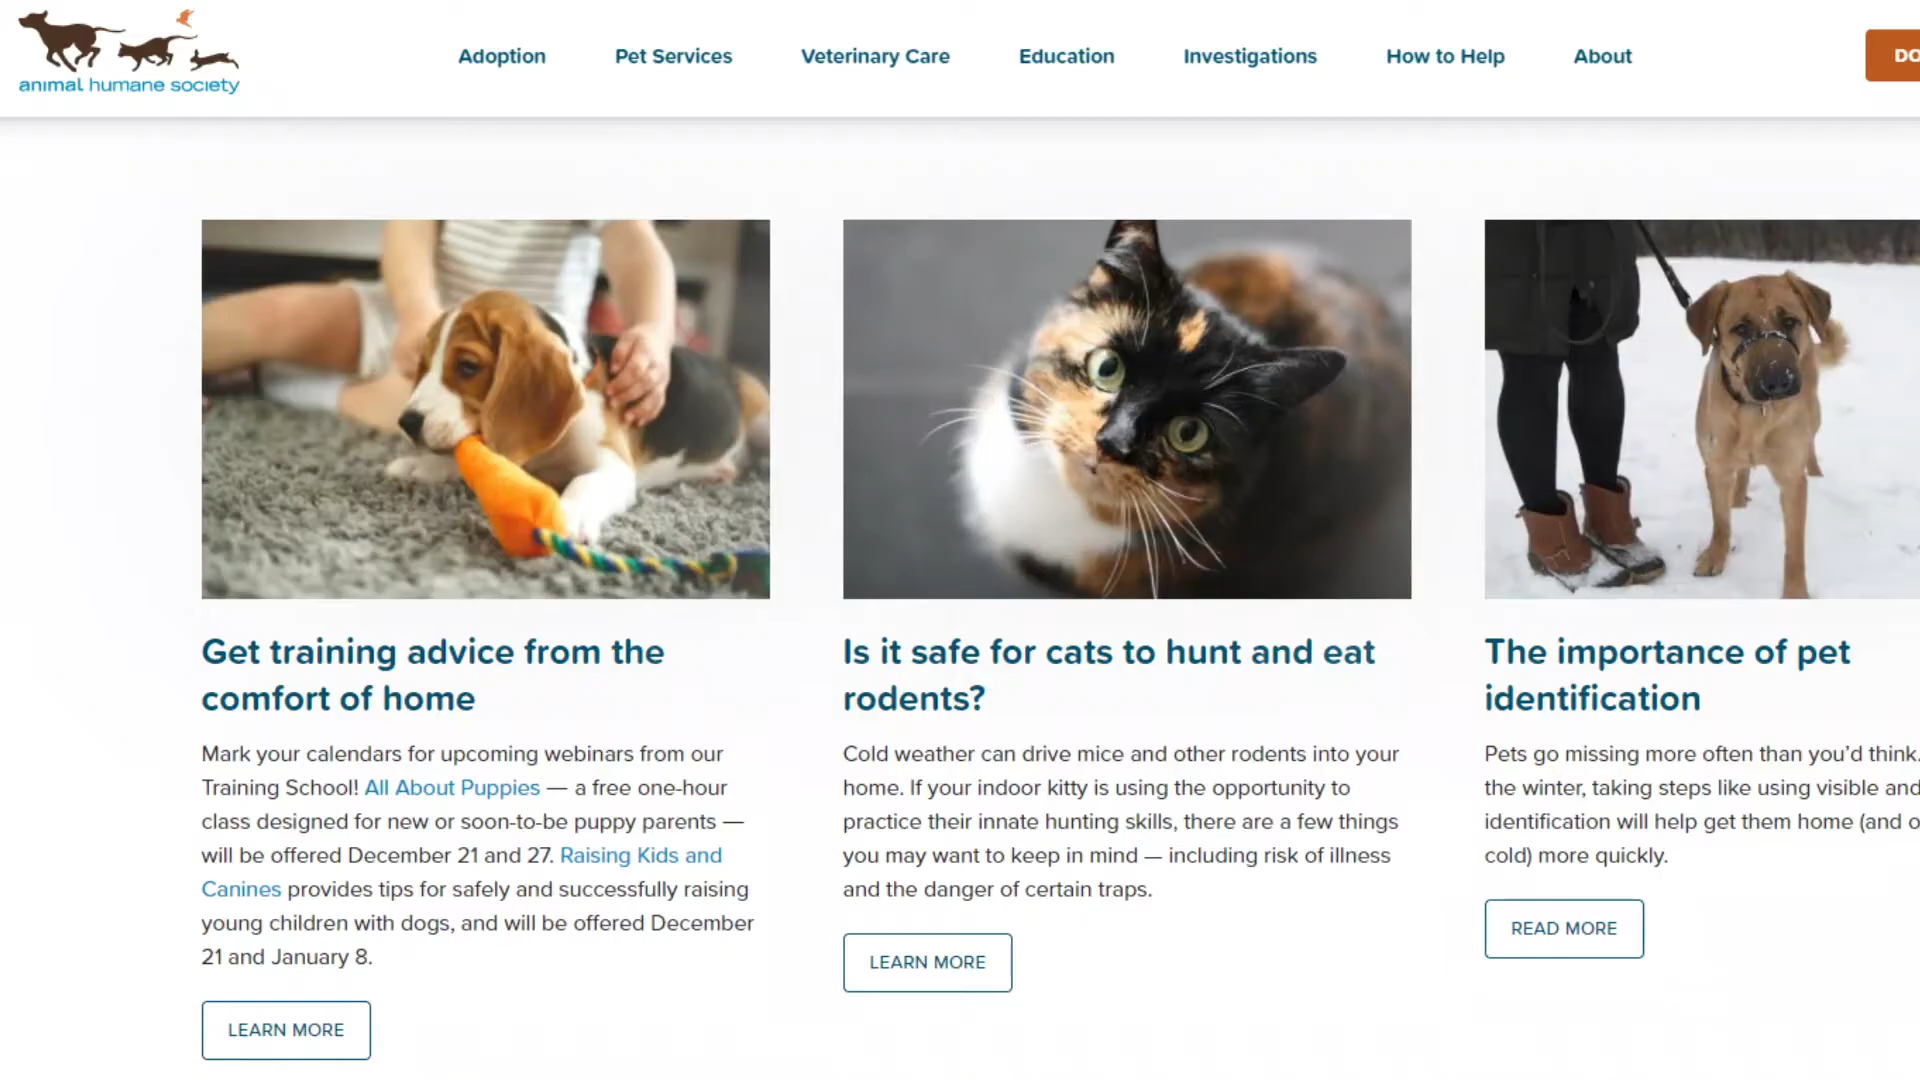 animal humane society
Adoption
Pet Services
Veterinary Care
Education
Investigations
How to Help
About
Get training advice from the
comfort of home
Mark your calendars for upcoming webinars from our
Training School! All About Puppies — a free one-hour
class designed for new or soon-to-be puppy parents —
will be offered December 21 and 27. Raising Kids and
Canines provides tips for safely and successfully raising
young children with dogs, and will be offered December
21 and January 8.
LEARN MORE
Is it safe for cats to hunt and eat
rodents?
Cold weather can drive mice and other rodents into your
home. If your indoor kitty is using the opportunity to
practice their innate hunting skills, there are a few things
you may want to keep in mind — including risk of illness
and the danger of certain traps.
LEARN MORE
The importance of pet
identification
Pets go missing more often than you'd think.
the winter, taking steps like using visible and
identification will help get them home (and
cold) more quickly.
READ MORE